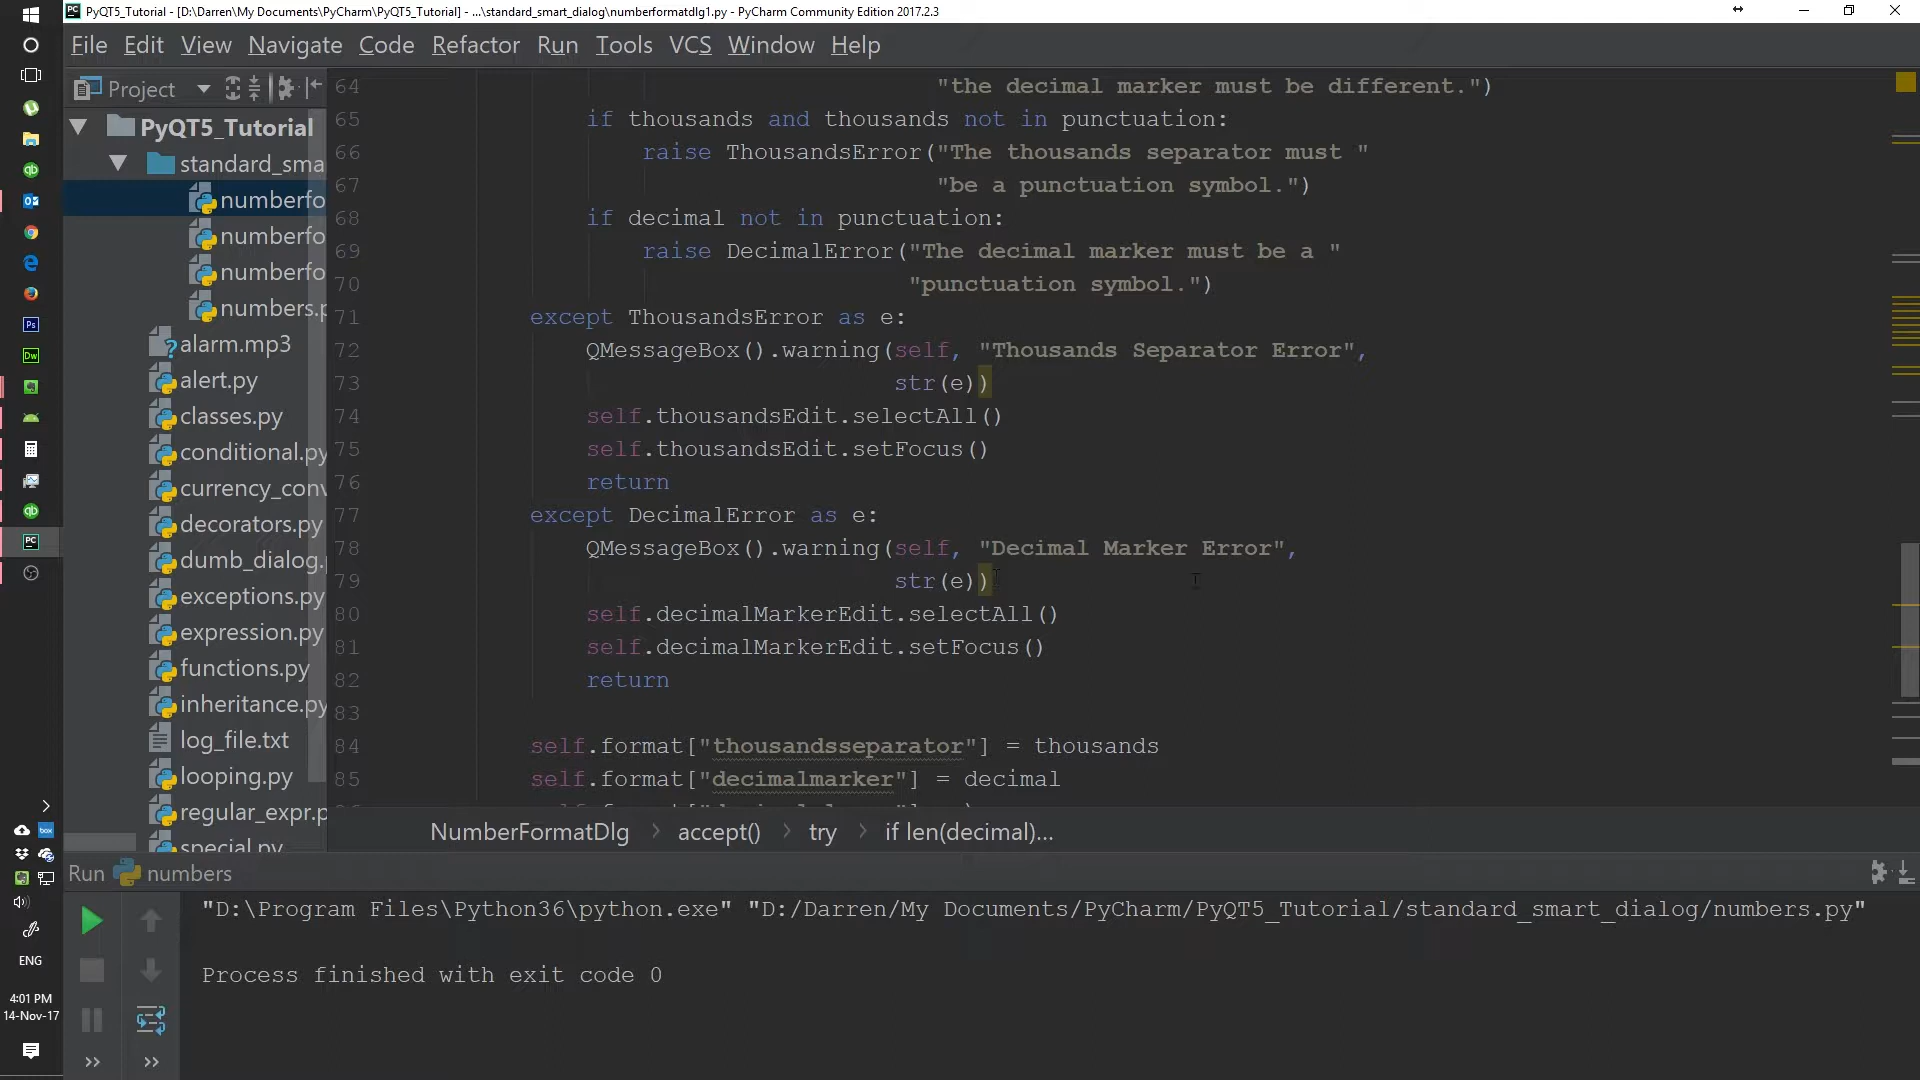 PyQT5_Tutorial - [D:\Darren\My Documents\PyCharm\PyQT5_Tutorial] - ...\standard_smart_dialog\numberformatdlg1.py - PyCharm Community Edition 2017.2.3
File Edit View Navigate Code Refactor Run Tools VCS Window Help
Project
PyQT5_Tutorial
standard_sma
numberfo
numberfo
numberfo
numbers.p
alarm.mp3
alert.py
classes.py
conditional.py
currency_conv
decorators.py
dumb_dialog.
exceptions.py
expression.py
functions.py
inheritance.py
log_file.txt
looping.py
regular_expr.p
special.py
64 "the decimal marker must be different.")
65 if thousands and thousands not in punctuation:
66 raise ThousandsError("The thousands separator must "
67 "be a punctuation symbol.")
68 if decimal not in punctuation:
69 raise DecimalError("The decimal marker must be a "
70 "punctuation symbol.")
71 except ThousandsError as e:
72 QMessageBox().warning(self, "Thousands Separator Error",
73 str(e))
74 self.thousandsEdit.selectAll()
75 self.thousandsEdit.setFocus()
76 return
77 except DecimalError as e:
78 QMessageBox().warning(self, "Decimal Marker Error",
79 str(e))
80 self.decimalMarkerEdit.selectAll()
81 self.decimalMarkerEdit.setFocus()
82 return
83
84 self.format["thousandsseparator"] = thousands
85 self.format["decimalmarker"] = decimal
NumberFormatDlg > accept() > try > if len(decimal)...
Run numbers
"D:\Program Files\Python36\python.exe" "D:/Darren/My Documents/PyCharm/PyQT5_Tutorial/standard_smart_dialog/numbers.py"
Process finished with exit code 0
ENG
4:01 PM
14-Nov-17